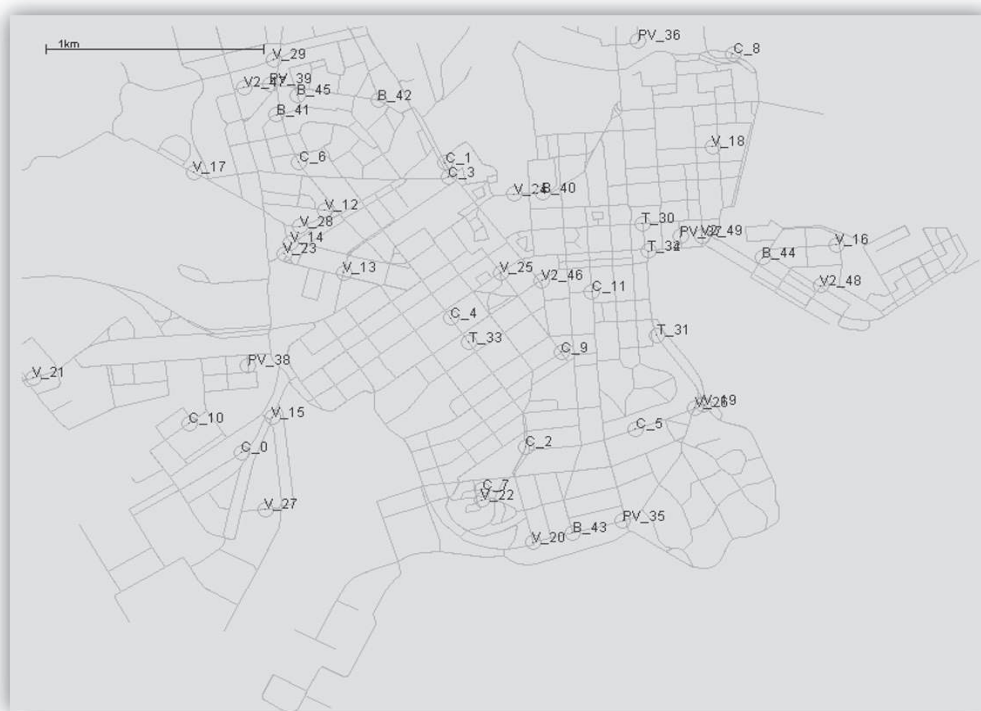 PV_36
1km
C_8
V_29
PV_39
V2_47
B_45
B_42
B_41
V_18
C_6
C_1
V_17
C_3
V_24
B_40
V_12
T_30
V_28
V2_49
V_14
V_16
V_23
B_44
V_13
V_25
V2_46
V2_48
C_11
C_4
T_31
T_33
C_9
PV_38
V_21
V_26
V_19
V_15
C_10
C_5
C_2
C_0
C_7
V_22
V_27
PV_35
B_43
V_20